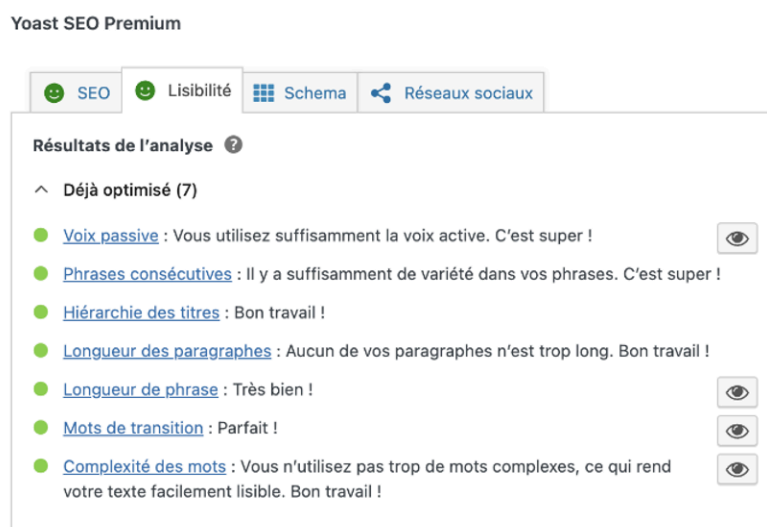 Yoast SEO Premium
SEO
Lisibilité
Schema
Réseaux sociaux
Résultats de l’analyse ?
Déjà optimisé (7)
Voix passive : Vous utilisez suffisamment la voix active. C’est super !
Phrases consécutives : Il y a suffisamment de variété dans vos phrases. C’est super !
Hiérarchie des titres : Bon travail !
Longueur des paragraphes : Aucun de vos paragraphes n’est trop long. Bon travail !
Longueur de phrase : Très bien !
Mots de transition : Parfait !
Complexité des mots : Vous n’utilisez pas trop de mots complexes, ce qui rend
votre texte facilement lisible. Bon travail !